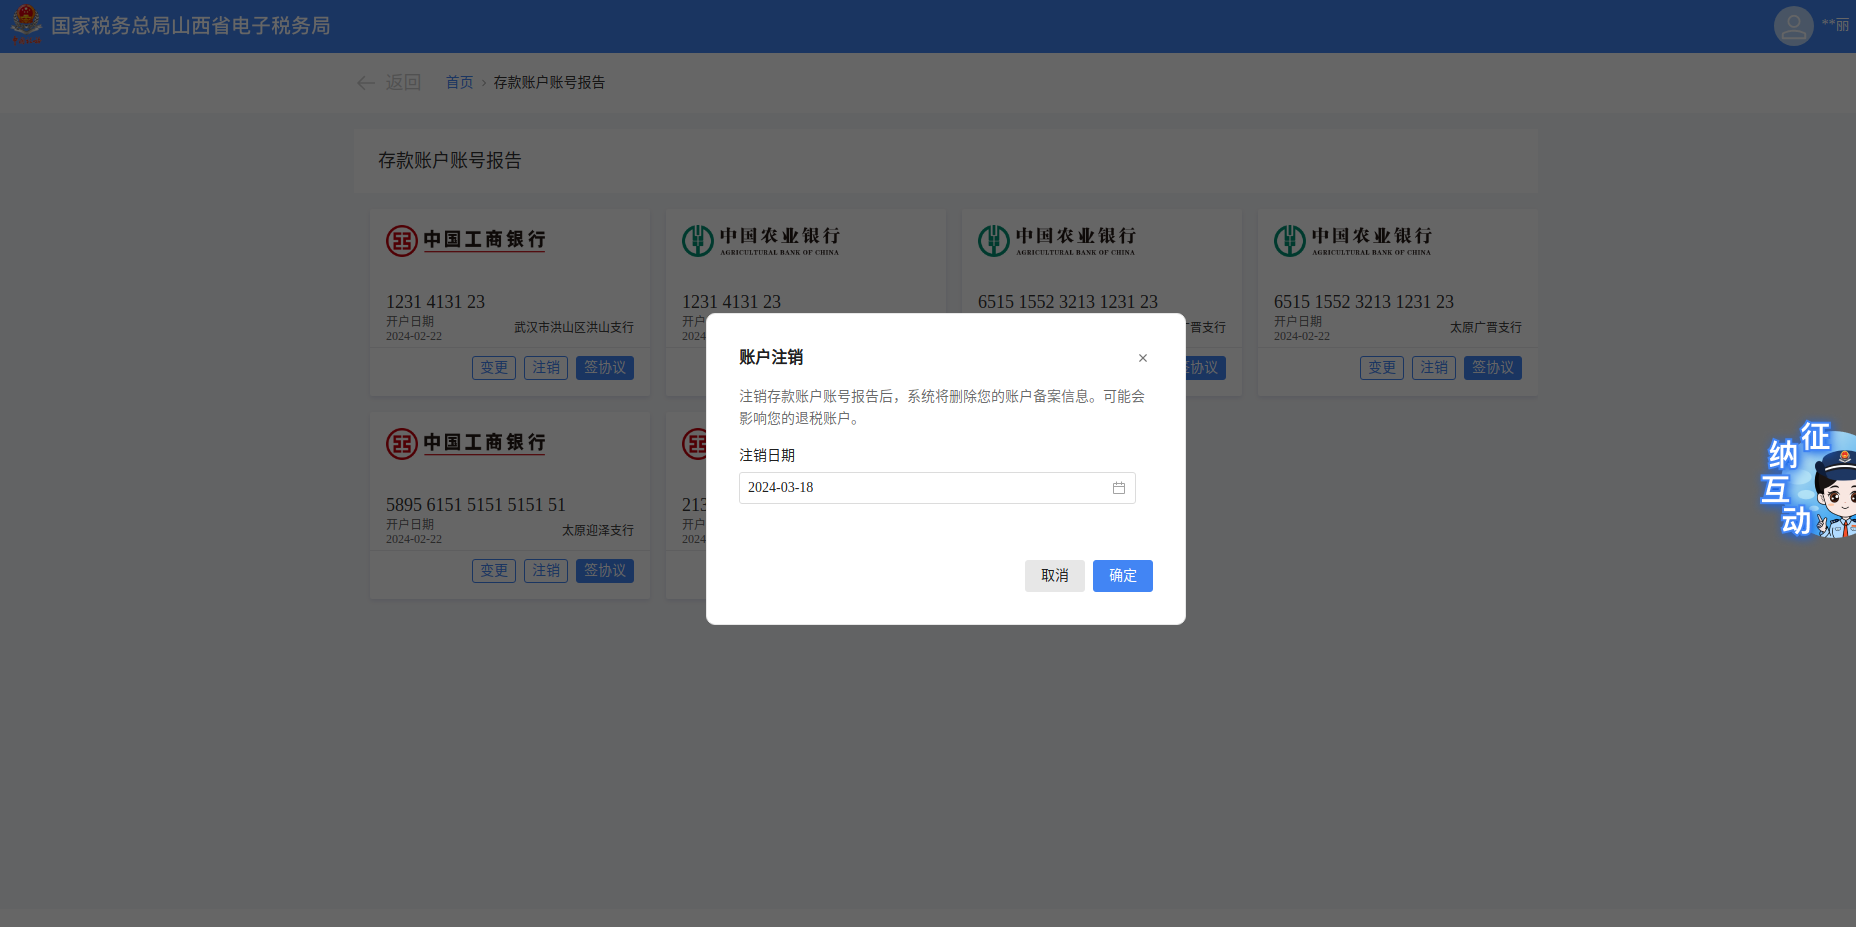 国家税务总局山西省电子税务局
**丽
返回 首页 › 存款账户账号报告
存款账户账号报告
中国工商银行
1231 4131 23
开户日期
2024-02-22
武汉市洪山区洪山支行
变更 注销 签协议
中国农业银行
AGRICULTURAL BANK OF CHINA
1231 4131 23
开户
2024
中国农业银行
AGRICULTURAL BANK OF CHINA
6515 1552 3213 1231 23
晋支行
协议
中国农业银行
AGRICULTURAL BANK OF CHINA
6515 1552 3213 1231 23
开户日期
2024-02-22
太原广晋支行
变更 注销 签协议
中国工商银行
5895 6151 5151 5151 51
开户日期
2024-02-22
太原迎泽支行
变更 注销 签协议
213
开户
2024
账户注销
×
注销存款账户账号报告后，系统将删除您的账户备案信息。可能会
影响您的退税账户。
注销日期
2024-03-18
取消 确定
征
纳
互
动